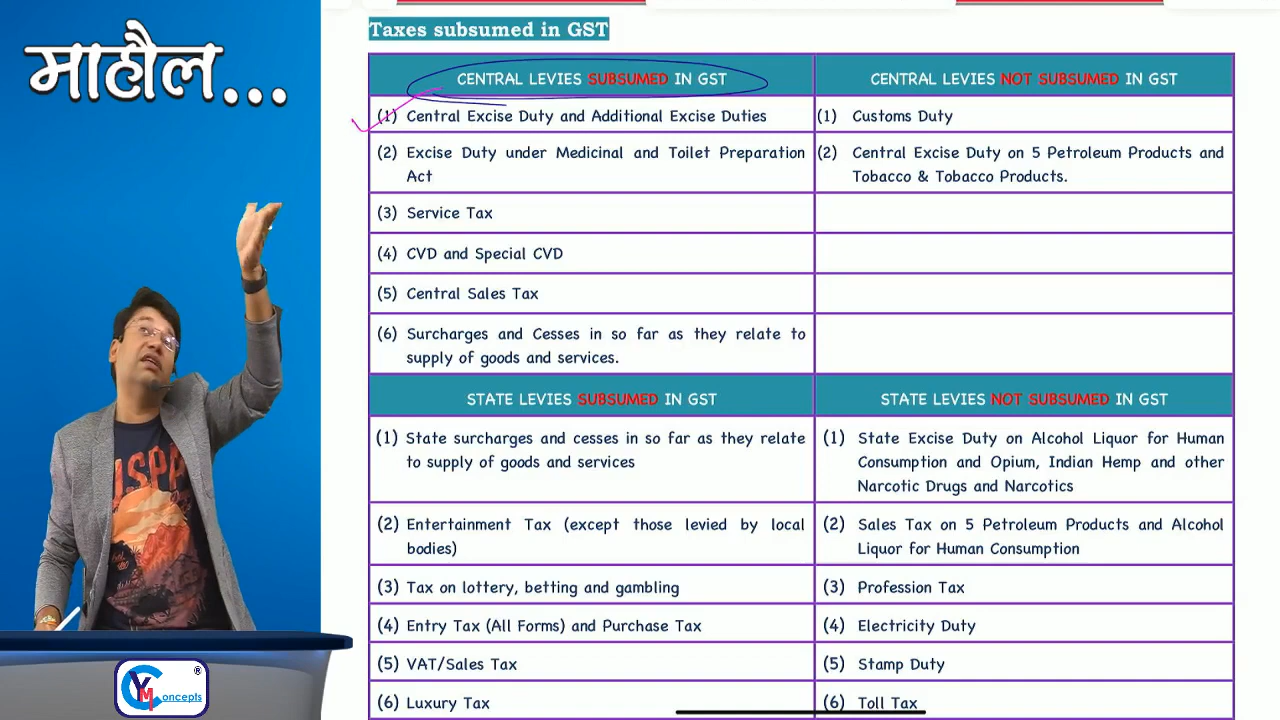 माहौल...
Taxes subsumed in GST
CENTRAL LEVIES SUBSUMED IN GST
CENTRAL LEVIES NOT SUBSUMED IN GST
(1) Central Excise Duty and Additional Excise Duties
(1) Customs Duty
(2) Excise Duty under Medicinal and Toilet Preparation
Act
(2) Central Excise Duty on 5 Petroleum Products and
Tobacco & Tobacco Products.
(3) Service Tax
(4) CVD and Special CVD
(5) Central Sales Tax
(6) Surcharges and Cesses in so far as they relate to
supply of goods and services.
STATE LEVIES SUBSUMED IN GST
STATE LEVIES NOT SUBSUMED IN GST
(1) State surcharges and cesses in so far as they relate
to supply of goods and services
(1) State Excise Duty on Alcohol Liquor for Human
Consumption and Opium, Indian Hemp and other
Narcotic Drugs and Narcotics
(2) Entertainment Tax (except those levied by local
bodies)
(2) Sales Tax on 5 Petroleum Products and Alcohol
Liquor for Human Consumption
(3) Tax on lottery, betting and gambling
(3) Profession Tax
(4) Entry Tax (All Forms) and Purchase Tax
(4) Electricity Duty
(5) VAT/Sales Tax
(5) Stamp Duty
(6) Luxury Tax
(6) Toll Tax
YM Concepts ®